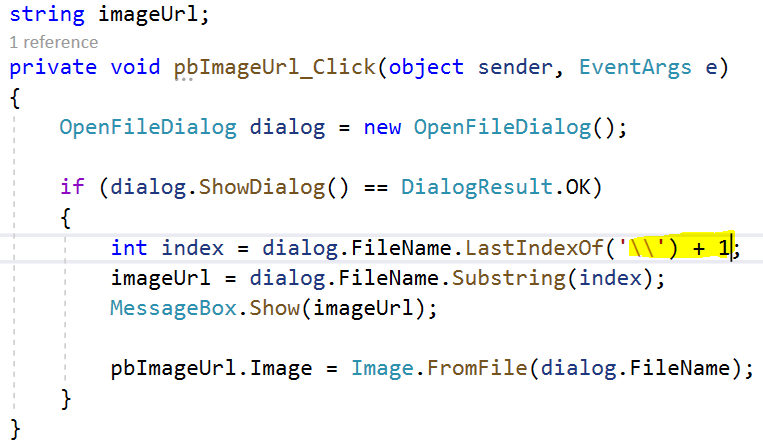 string imageUrl;
1 reference
private void pbImageUrl_Click(object sender, EventArgs e)
{
OpenFileDialog dialog = new OpenFileDialog();
if (dialog.ShowDialog() == DialogResult.OK)
{
int index = dialog.FileName.LastIndexOf('\\') + 1;
imageUrl = dialog.FileName.Substring(index);
MessageBox.Show(imageUrl);
pbImageUrl.Image = Image.FromFile(dialog.FileName);
}
}